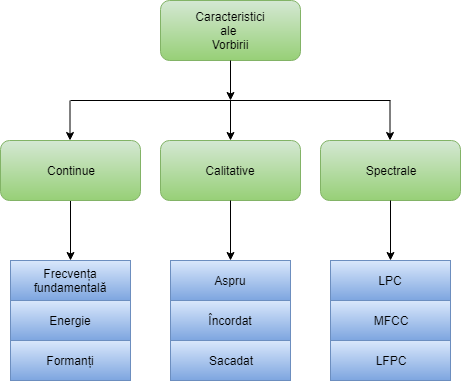 Caracteristici
ale
Vorbirii
Continue
Calitative
Spectrale
Frecvența
fundamentală
Energie
Formanți
Aspru
Încordat
Sacadat
LPC
MFCC
LFPC